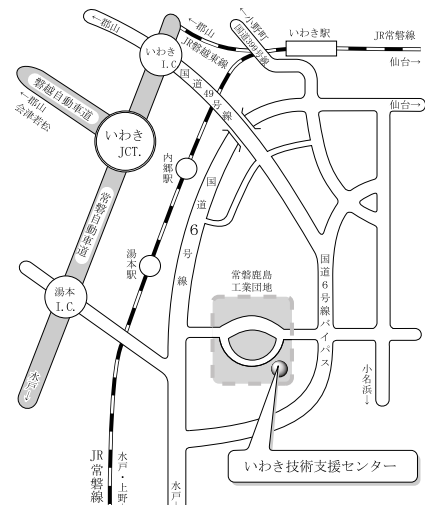 ←郡山
←郡山
JR磐越東線
←小野町
国道399号線
いわき駅
JR常磐線
仙台→
いわき
I.C
国道49号線
仙台→
磐越自動車道
←郡山
会津若松
いわき
JCT.
内郷駅
国道6号線
常磐自動車道
湯本駅
湯本
I.C.
常磐鹿島
工業団地
国道6号線バイパス
小名浜→
水戸→
JR常磐線
水戸・上野
水戸
いわき技術支援センター